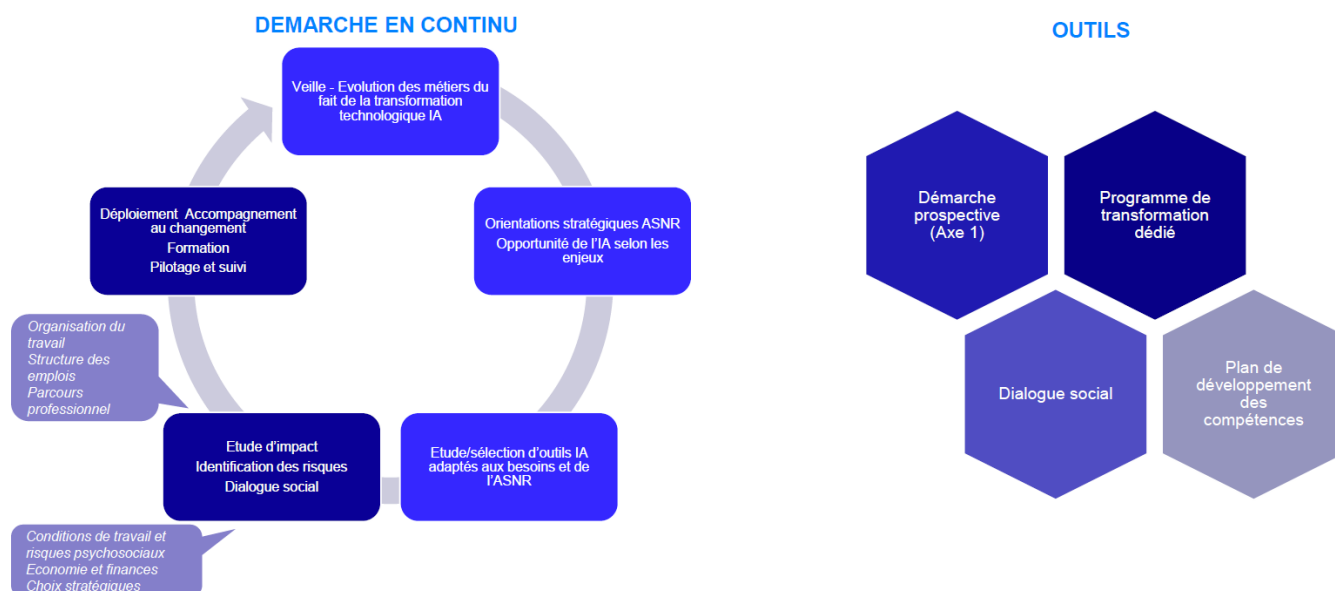 DEMARCHE EN CONTINU
Veille - Evolution des métiers du
fait de la transformation
technologique IA
Orientations stratégiques ASNR
Opportunité de l'IA selon les
enjeux
Etude/sélection d'outils IA
adaptés aux besoins et de
l'ASNR
Etude d'impact
Identification des risques
Dialogue social
Conditions de travail et
risques psychosociaux
Economie et finances
Choix stratégiques
Organisation du
travail
Structure des
emplois
Parcours
professionnel
Déploiement Accompagnement
au changement
Formation
Pilotage et suivi
OUTILS
Démarche
prospective
(Axe 1)
Programme de
transformation
dédié
Dialogue social
Plan de
développement
des
compétences